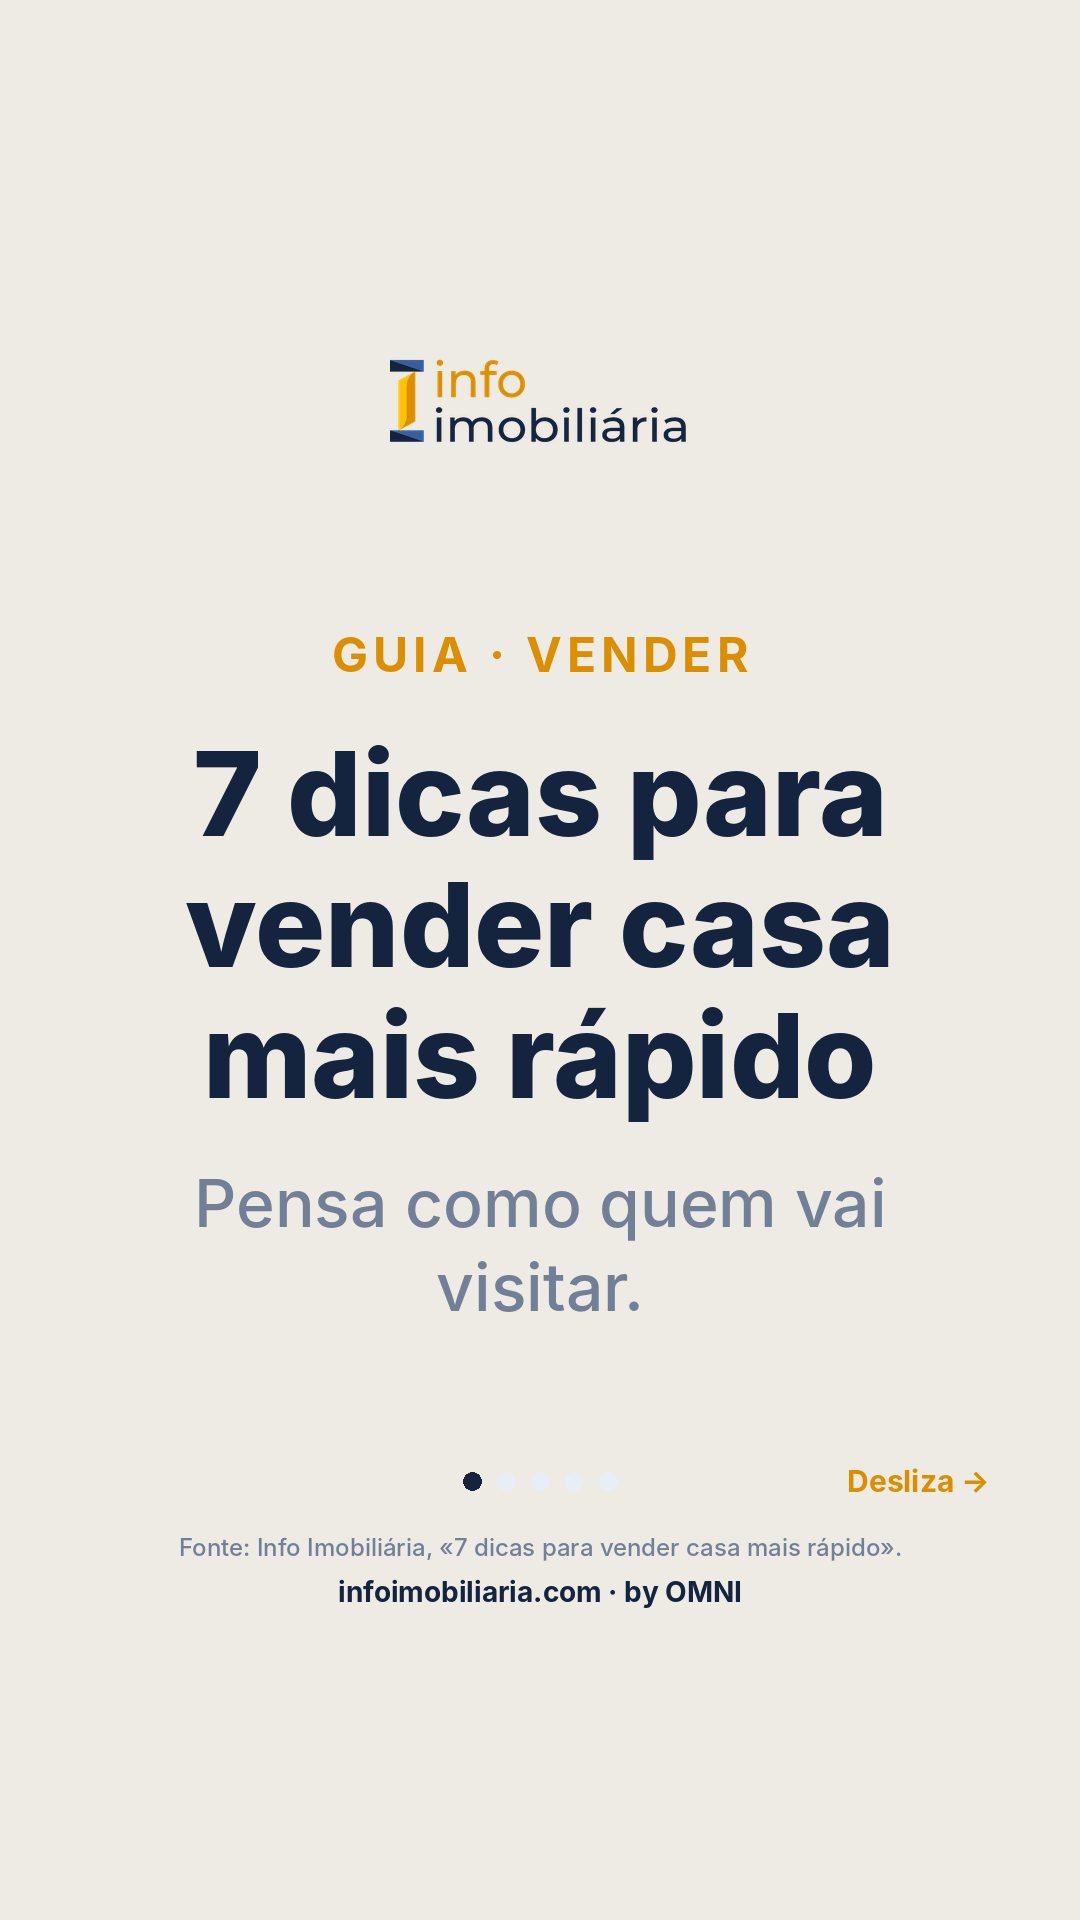 info
imobiliária
GUIA · VENDER
7 dicas para
vender casa
mais rápido
Pensa como quem vai
visitar.
Desliza →
Fonte: Info Imobiliária, «7 dicas para vender casa mais rápido».
infoimobiliaria.com · by OMNI